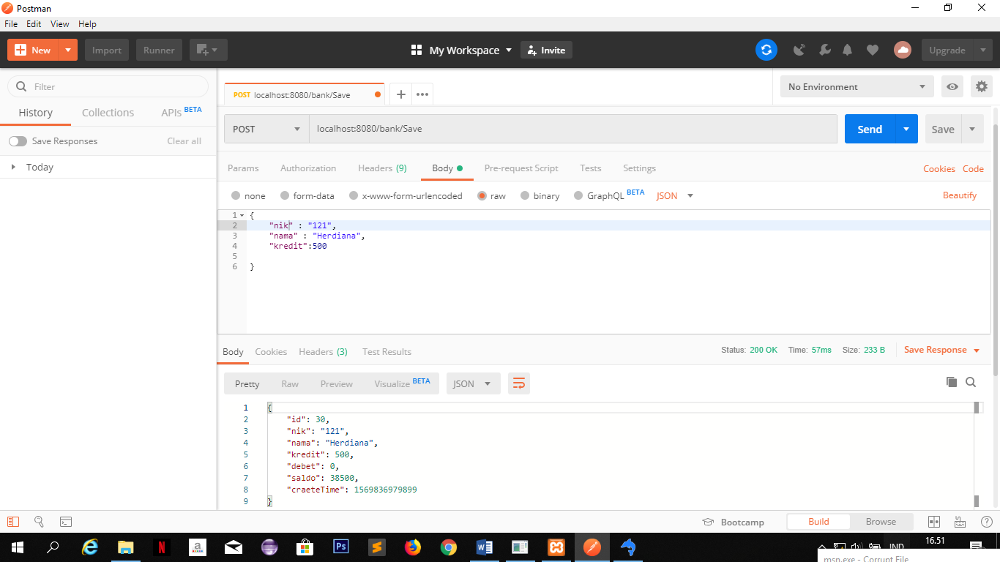 Postman
File Edit View Help
New Import Runner My Workspace Invite Upgrade
Filter
History Collections APIs BETA
Save Responses Clear all
Today
POST localhost:8080/bank/Save
No Environment
POST localhost:8080/bank/Save Send Save
Params Authorization Headers (9) Body Pre-request Script Tests Settings Cookies Code
none form-data x-www-form-urlencoded raw binary GraphQL BETA JSON Beautify
1 {
2 "nik" : "121",
3 "nama" : "Herdiana",
4 "kredit":500
5
6 }
Body Cookies Headers (3) Test Results Status: 200 OK Time: 57ms Size: 233 B Save Response
Pretty Raw Preview Visualize BETA JSON
1 {
2 "id": 30,
3 "nik": "121",
4 "nama": "Herdiana",
5 "kredit": 500,
6 "debet": 0,
7 "saldo": 38500,
8 "craeteTime": 1569836979899
9 }
Bootcamp Build Browse
IND 16.51
msn.exe - Corrupt File